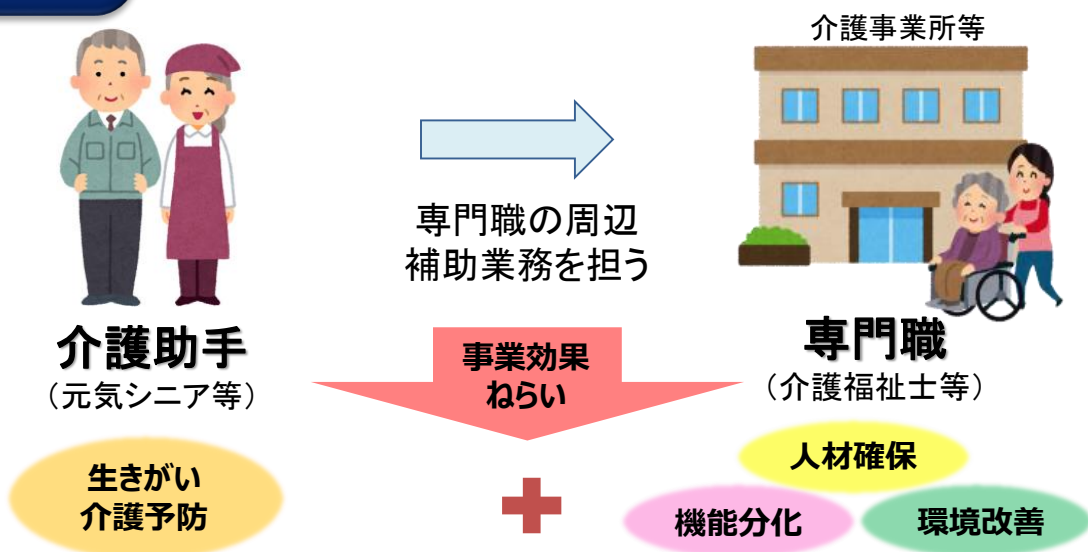 介護事業所等
専門職の周辺
補助業務を担う
介護助手
（元気シニア等）
専門職
（介護福祉士等）
事業効果
ねらい
生きがい
介護予防
人材確保
機能分化
環境改善